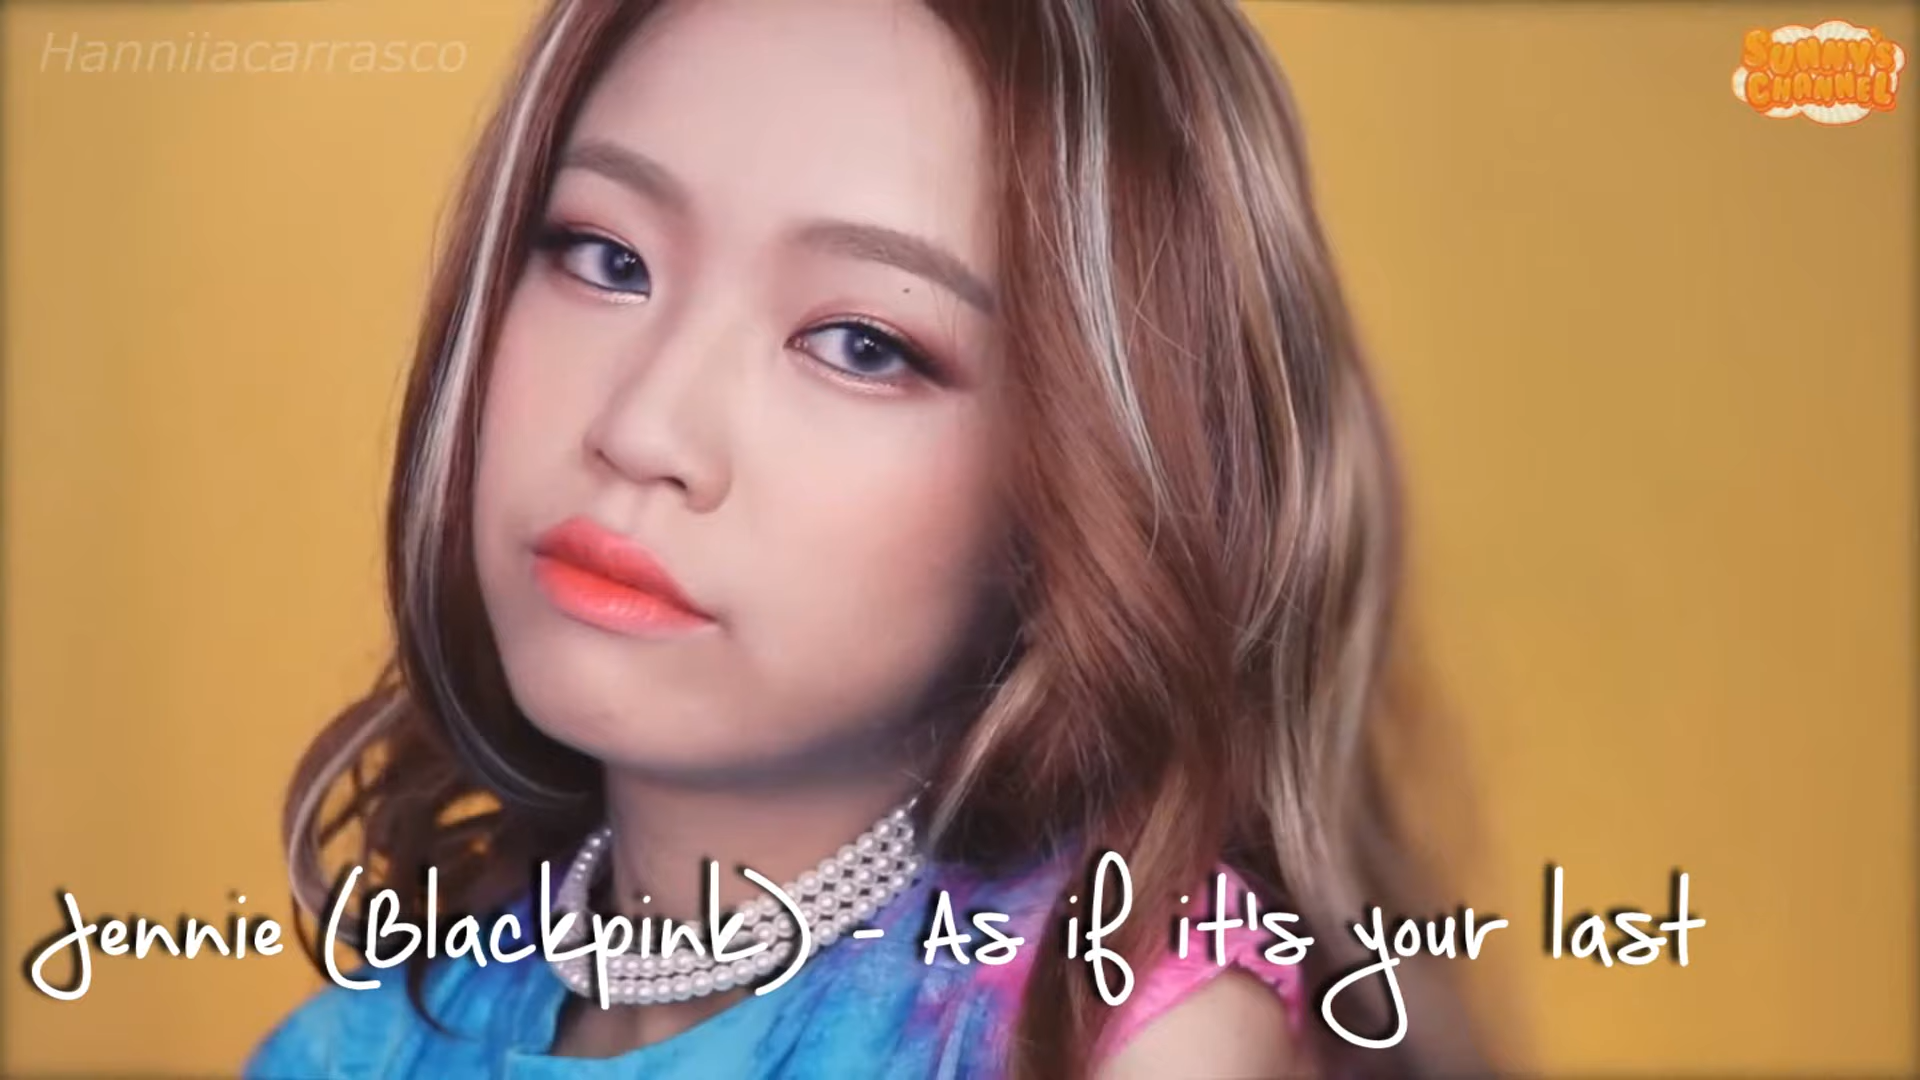 Hanniiacarrasco
SUNNY'S
CHANNEL
Jennie (Blackpink) - As if it's your last